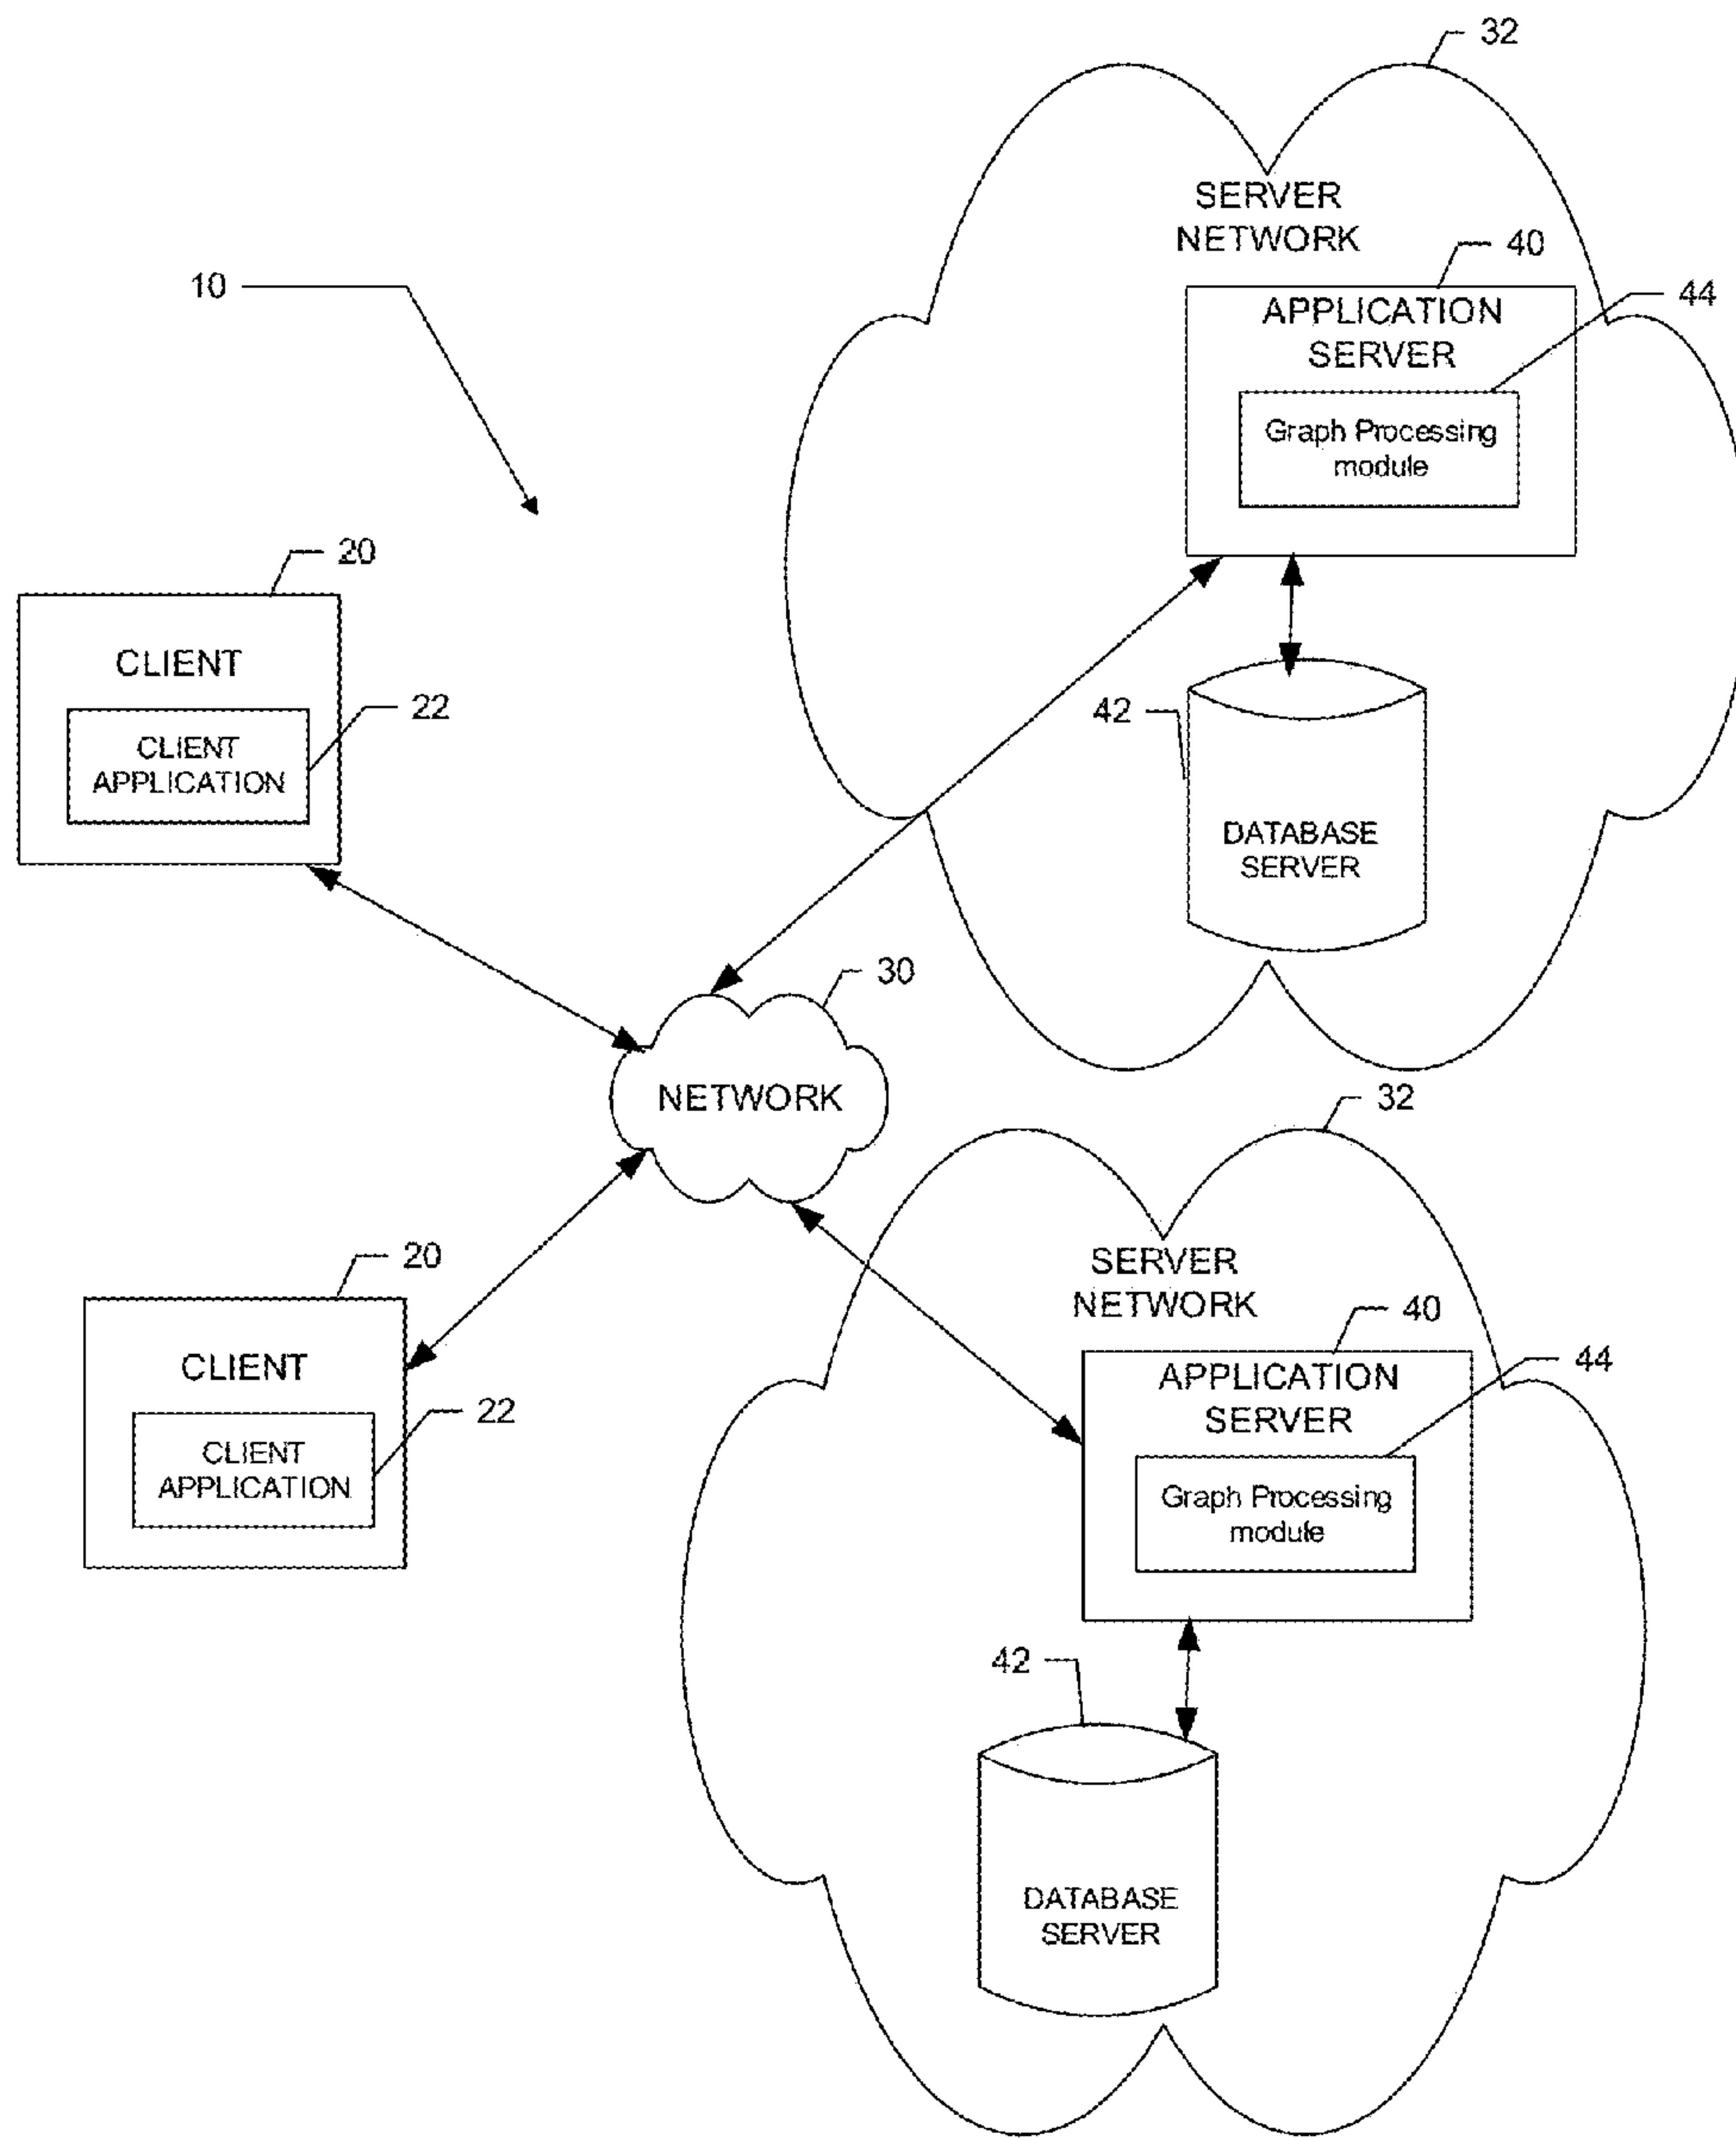 32
SERVER
NETWORK
40
10
44
APPLICATION
SERVER
Graph Processing
module
20
CLIENT
22
42
CLIENT
APPLICATION
DATABASE
SERVER
30
NETWORK
32
20
SERVER
NETWORK
40
CLIENT
44
APPLICATION
SERVER
22
CLIENT
APPLICATION
Graph Processing
module
42
DATABASE
SERVER